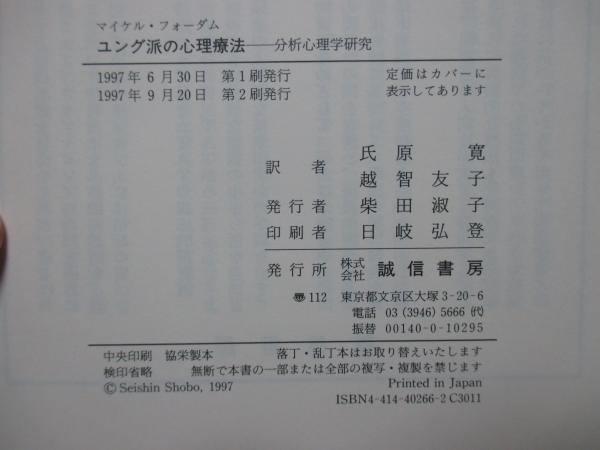 マイケル・フォーダム
ユング派の心理療法——分析心理学研究
1997年 6 月30日 第1刷発行
1997年 9 月20日 第2刷発行
定価はカバーに
表示してあります
訳者 氏原 寛
越智友子
発行者 柴田淑子
印刷者 日岐弘登
発行所 株式会社 誠信書房
〠112 東京都文京区大塚3-20-6
電話 03 (3946) 5666 (代)
振替 00140-0-10295
中央印刷 協栄製本 落丁・乱丁本はお取り替えいたします
検印省略 無断で本書の一部または全部の複写・複製を禁じます
© Seishin Shobo, 1997 Printed in Japan
ISBN4-414-40266-2 C3011